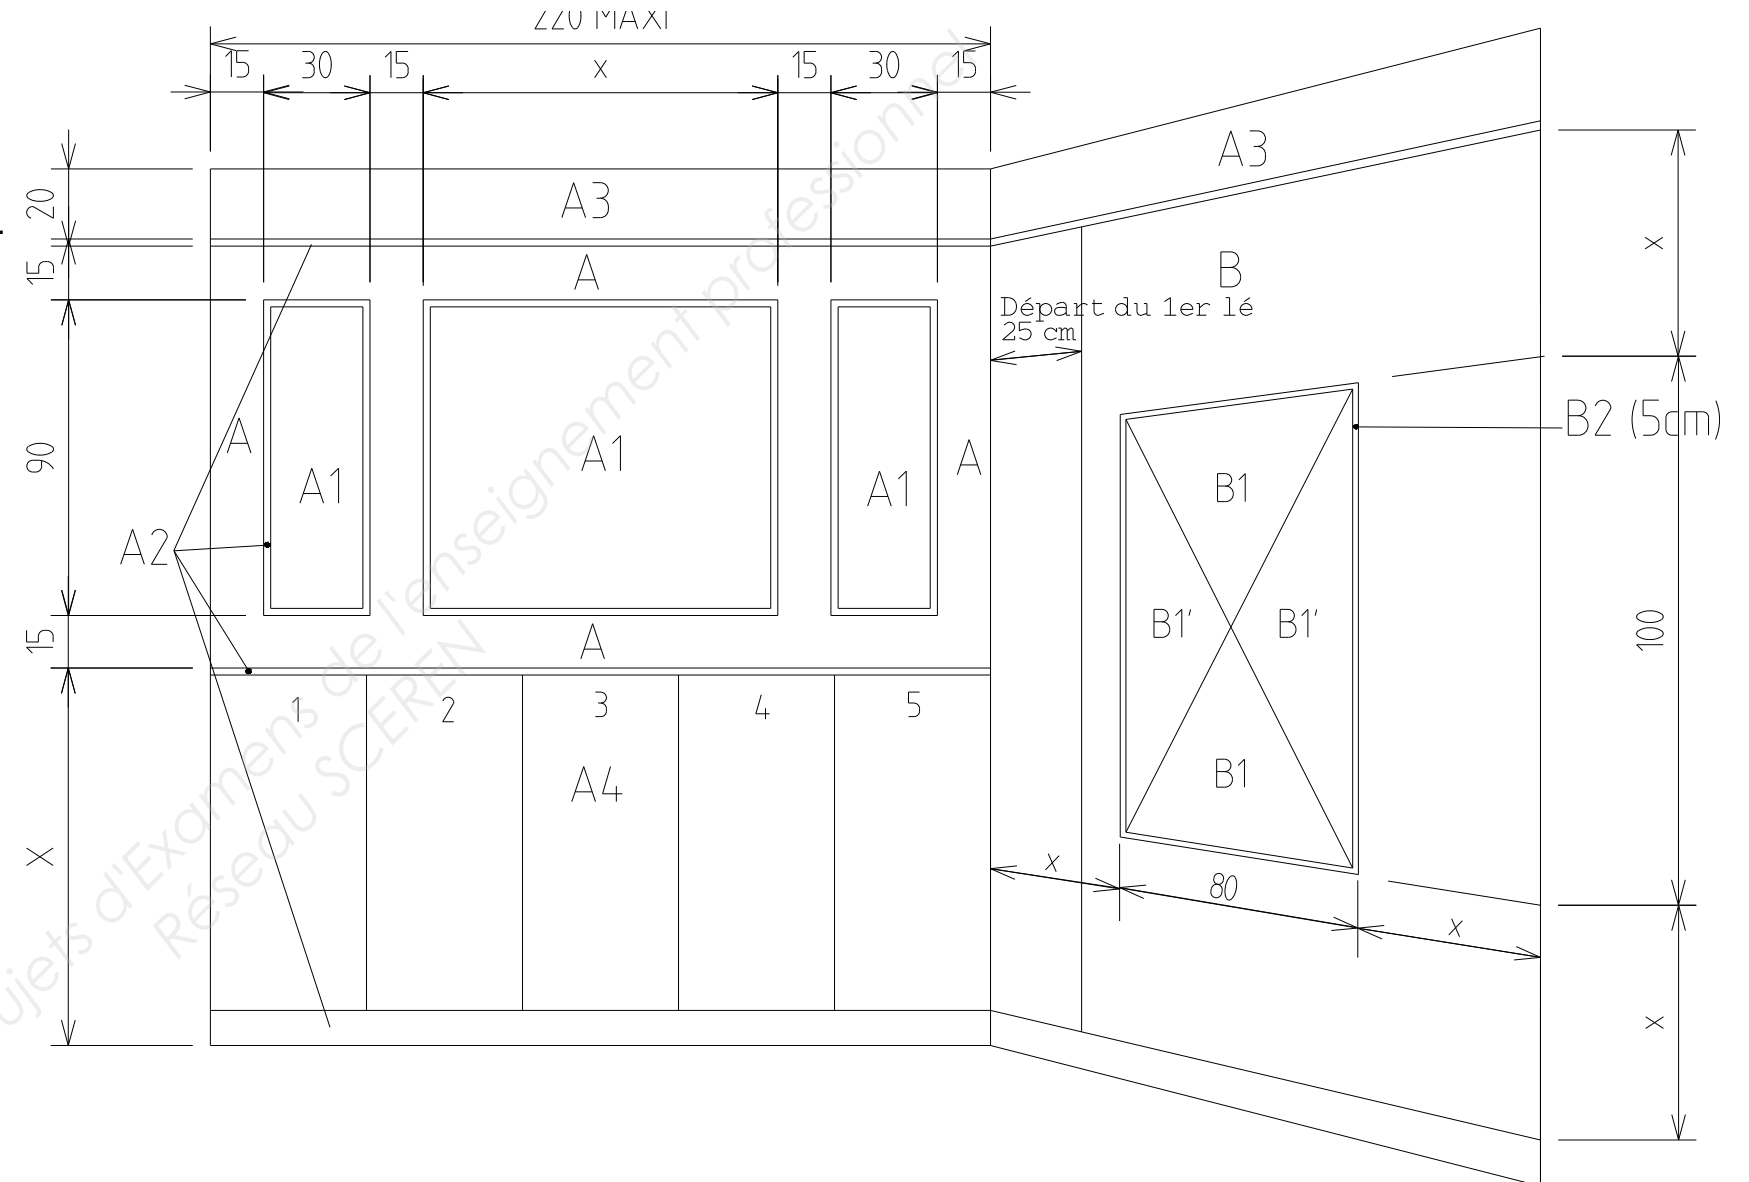 220 MAXI
15 30 15 x 15 30 15
A3
A3
20
15
A
B
x
Départ du 1er lé
25 cm
B2 (5cm)
90
A
A1
A1
A1
A
B1
A2
B1' B1'
100
15
A
1 2 3 4 5
A4
B1
X
x 80 x
x
ujets d'Examens de l'enseignement professionnel
Réseau SCEREN